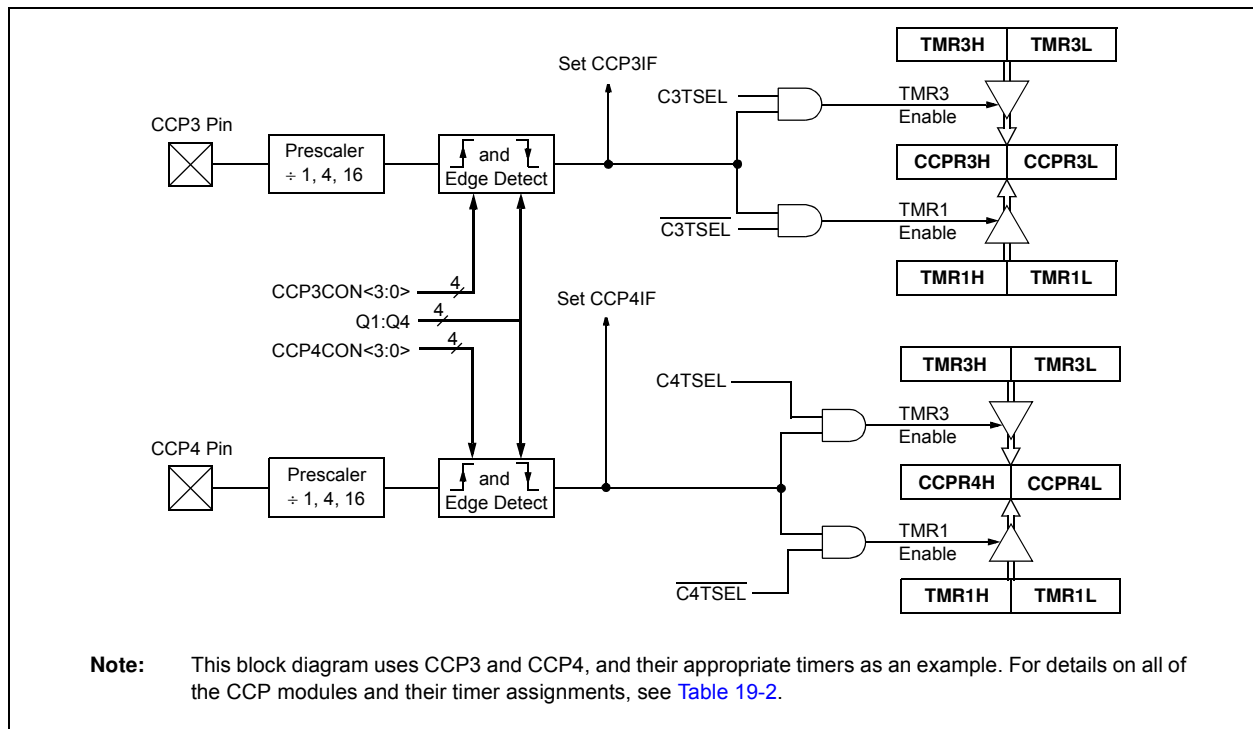 TMR3H TMR3L
Set CCP3IF
C3TSEL
TMR3
Enable
CCP3 Pin
Prescaler
÷ 1, 4, 16
and
Edge Detect
CCPR3H CCPR3L
C̅3̅T̅S̅E̅L̅
TMR1
Enable
TMR1H TMR1L
CCP3CON<3:0>
4
Q1:Q4
4
CCP4CON<3:0>
4
Set CCP4IF
TMR3H TMR3L
C4TSEL
TMR3
Enable
CCP4 Pin
Prescaler
÷ 1, 4, 16
and
Edge Detect
CCPR4H CCPR4L
TMR1
Enable
C̅4̅T̅S̅E̅L̅
TMR1H TMR1L
Note: This block diagram uses CCP3 and CCP4, and their appropriate timers as an example. For details on all of
the CCP modules and their timer assignments, see Table 19-2.